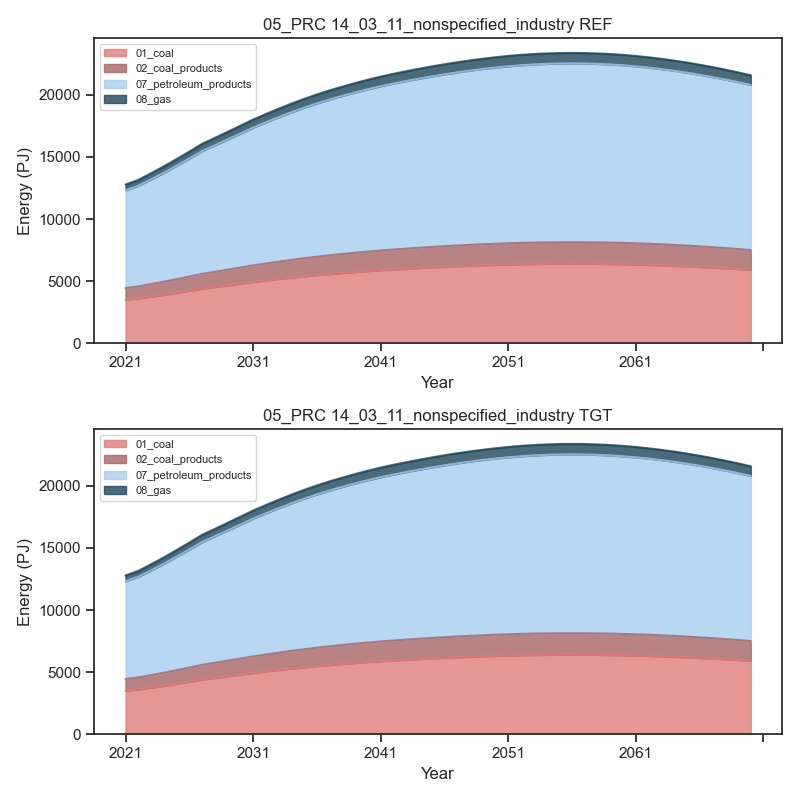 05_PRC 14_03_11_nonspecified_industry REF
01_coal
02_coal_products
07_petroleum_products
08_gas
20000
15000
10000
5000
0
Energy (PJ)
2021 2031 2041 2051 2061
Year
05_PRC 14_03_11_nonspecified_industry TGT
01_coal
02_coal_products
07_petroleum_products
08_gas
20000
15000
10000
5000
0
Energy (PJ)
2021 2031 2041 2051 2061
Year